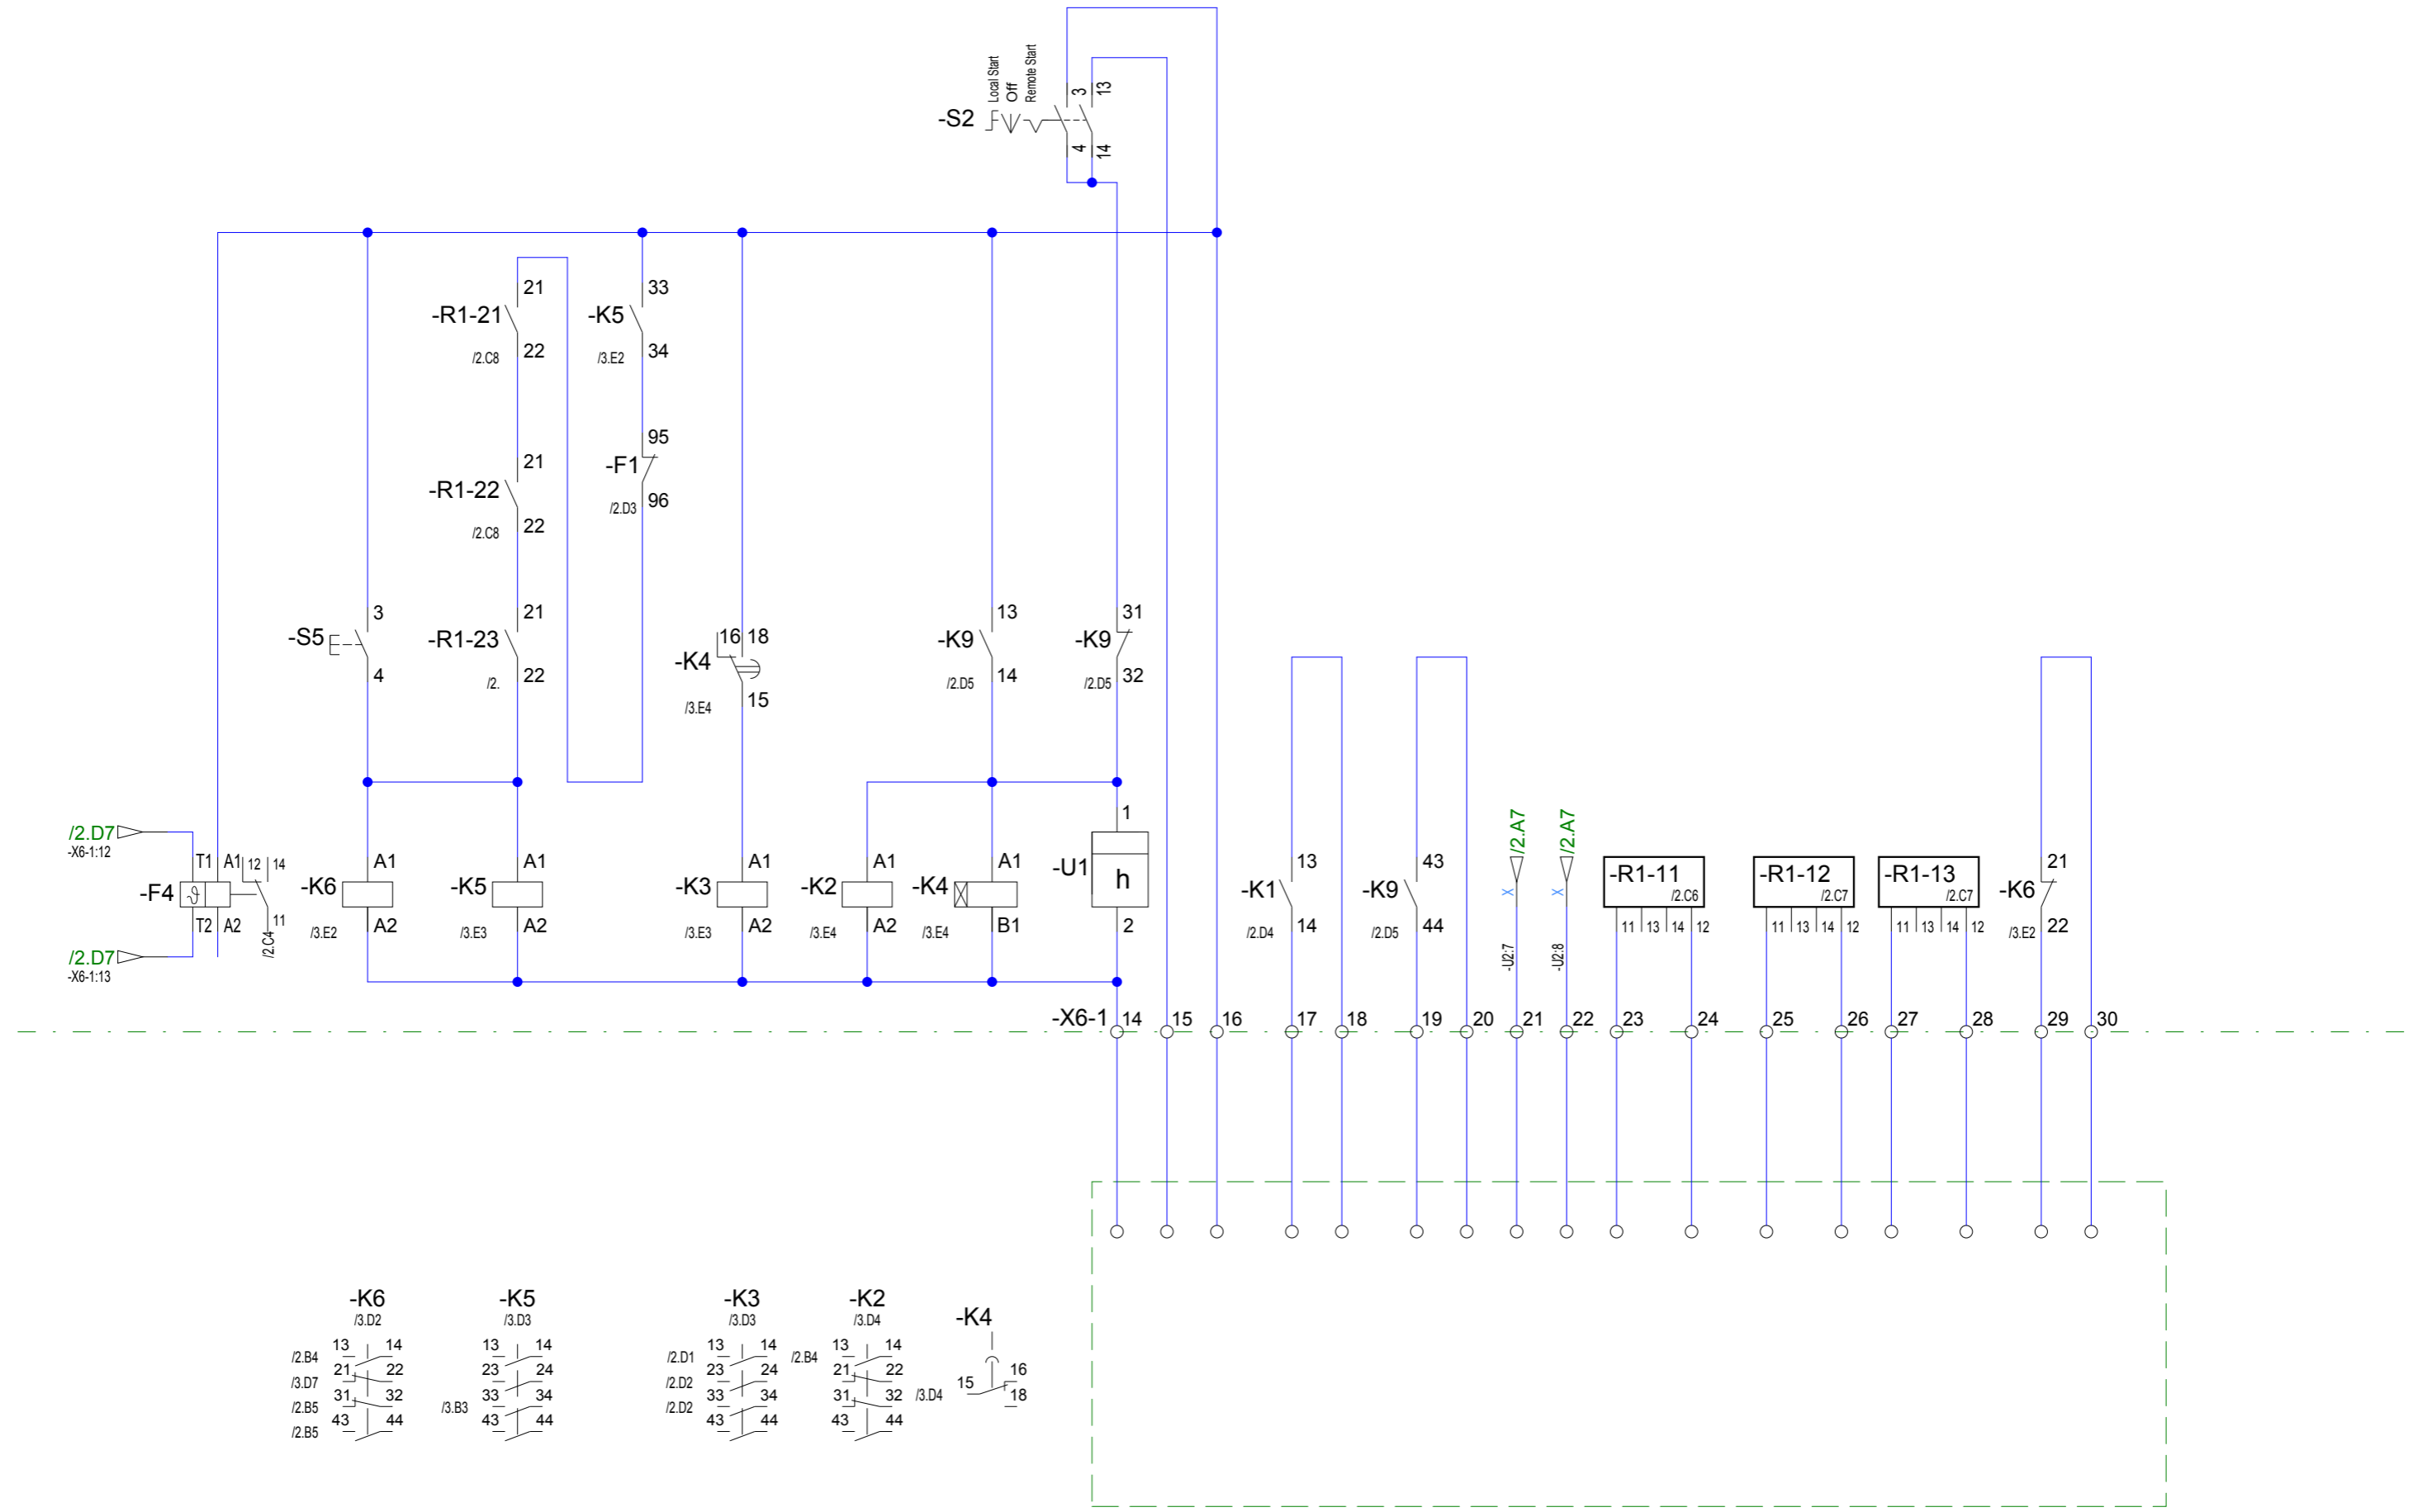 Local Start
Off
Remote Start
3
13
-S2
4
14
21
33
-R1-21
-K5
/2.C8
22
/3.E2
34
95
21
-F1
-R1-22
/2.D3
96
/2.C8
22
3
21
13
31
-S5
-R1-23
16 18
-K4
-K9
-K9
4
/2.
22
/3.E4
15
/2.D5
14
/2.D5
32
/2.D7
-X6-1:12
T1 A1 12 14
-F4
T2 A2
11
/2.C4
/2.D7
-X6-1:13
A1
-K6
/3.E2
A2
A1
-K5
/3.E3
A2
A1
-K3
/3.E3
A2
A1
-K2
/3.E4
A2
A1
-K4
/3.E4
B1
1
-U1
h
2
13
-K1
/2.D4
14
43
-K9
/2.D5
44
/2.A7
X
-U2:7
/2.A7
X
-U2:8
-R1-11
/2.C6
11 13 14 12
-R1-12
/2.C7
11 13 14 12
-R1-13
/2.C7
11 13 14 12
21
-K6
/3.E2
22
-X6-1 14 15 16 17 18 19 20 21 22 23 24 25 26 27 28 29 30
-K6
/3.D2
13 14
/2.B4
21 22
/3.D7
31 32
/2.B5
43 44
/2.B5
-K5
/3.D3
13 14
23 24
33 34
/3.B3
43 44
-K3
/3.D3
13 14
/2.D1
23 24
/2.D2
33 34
/2.D2
43 44
-K2
/3.D4
13 14
/2.B4
21 22
31 32
43 44
-K4
16
15
/3.D4
18